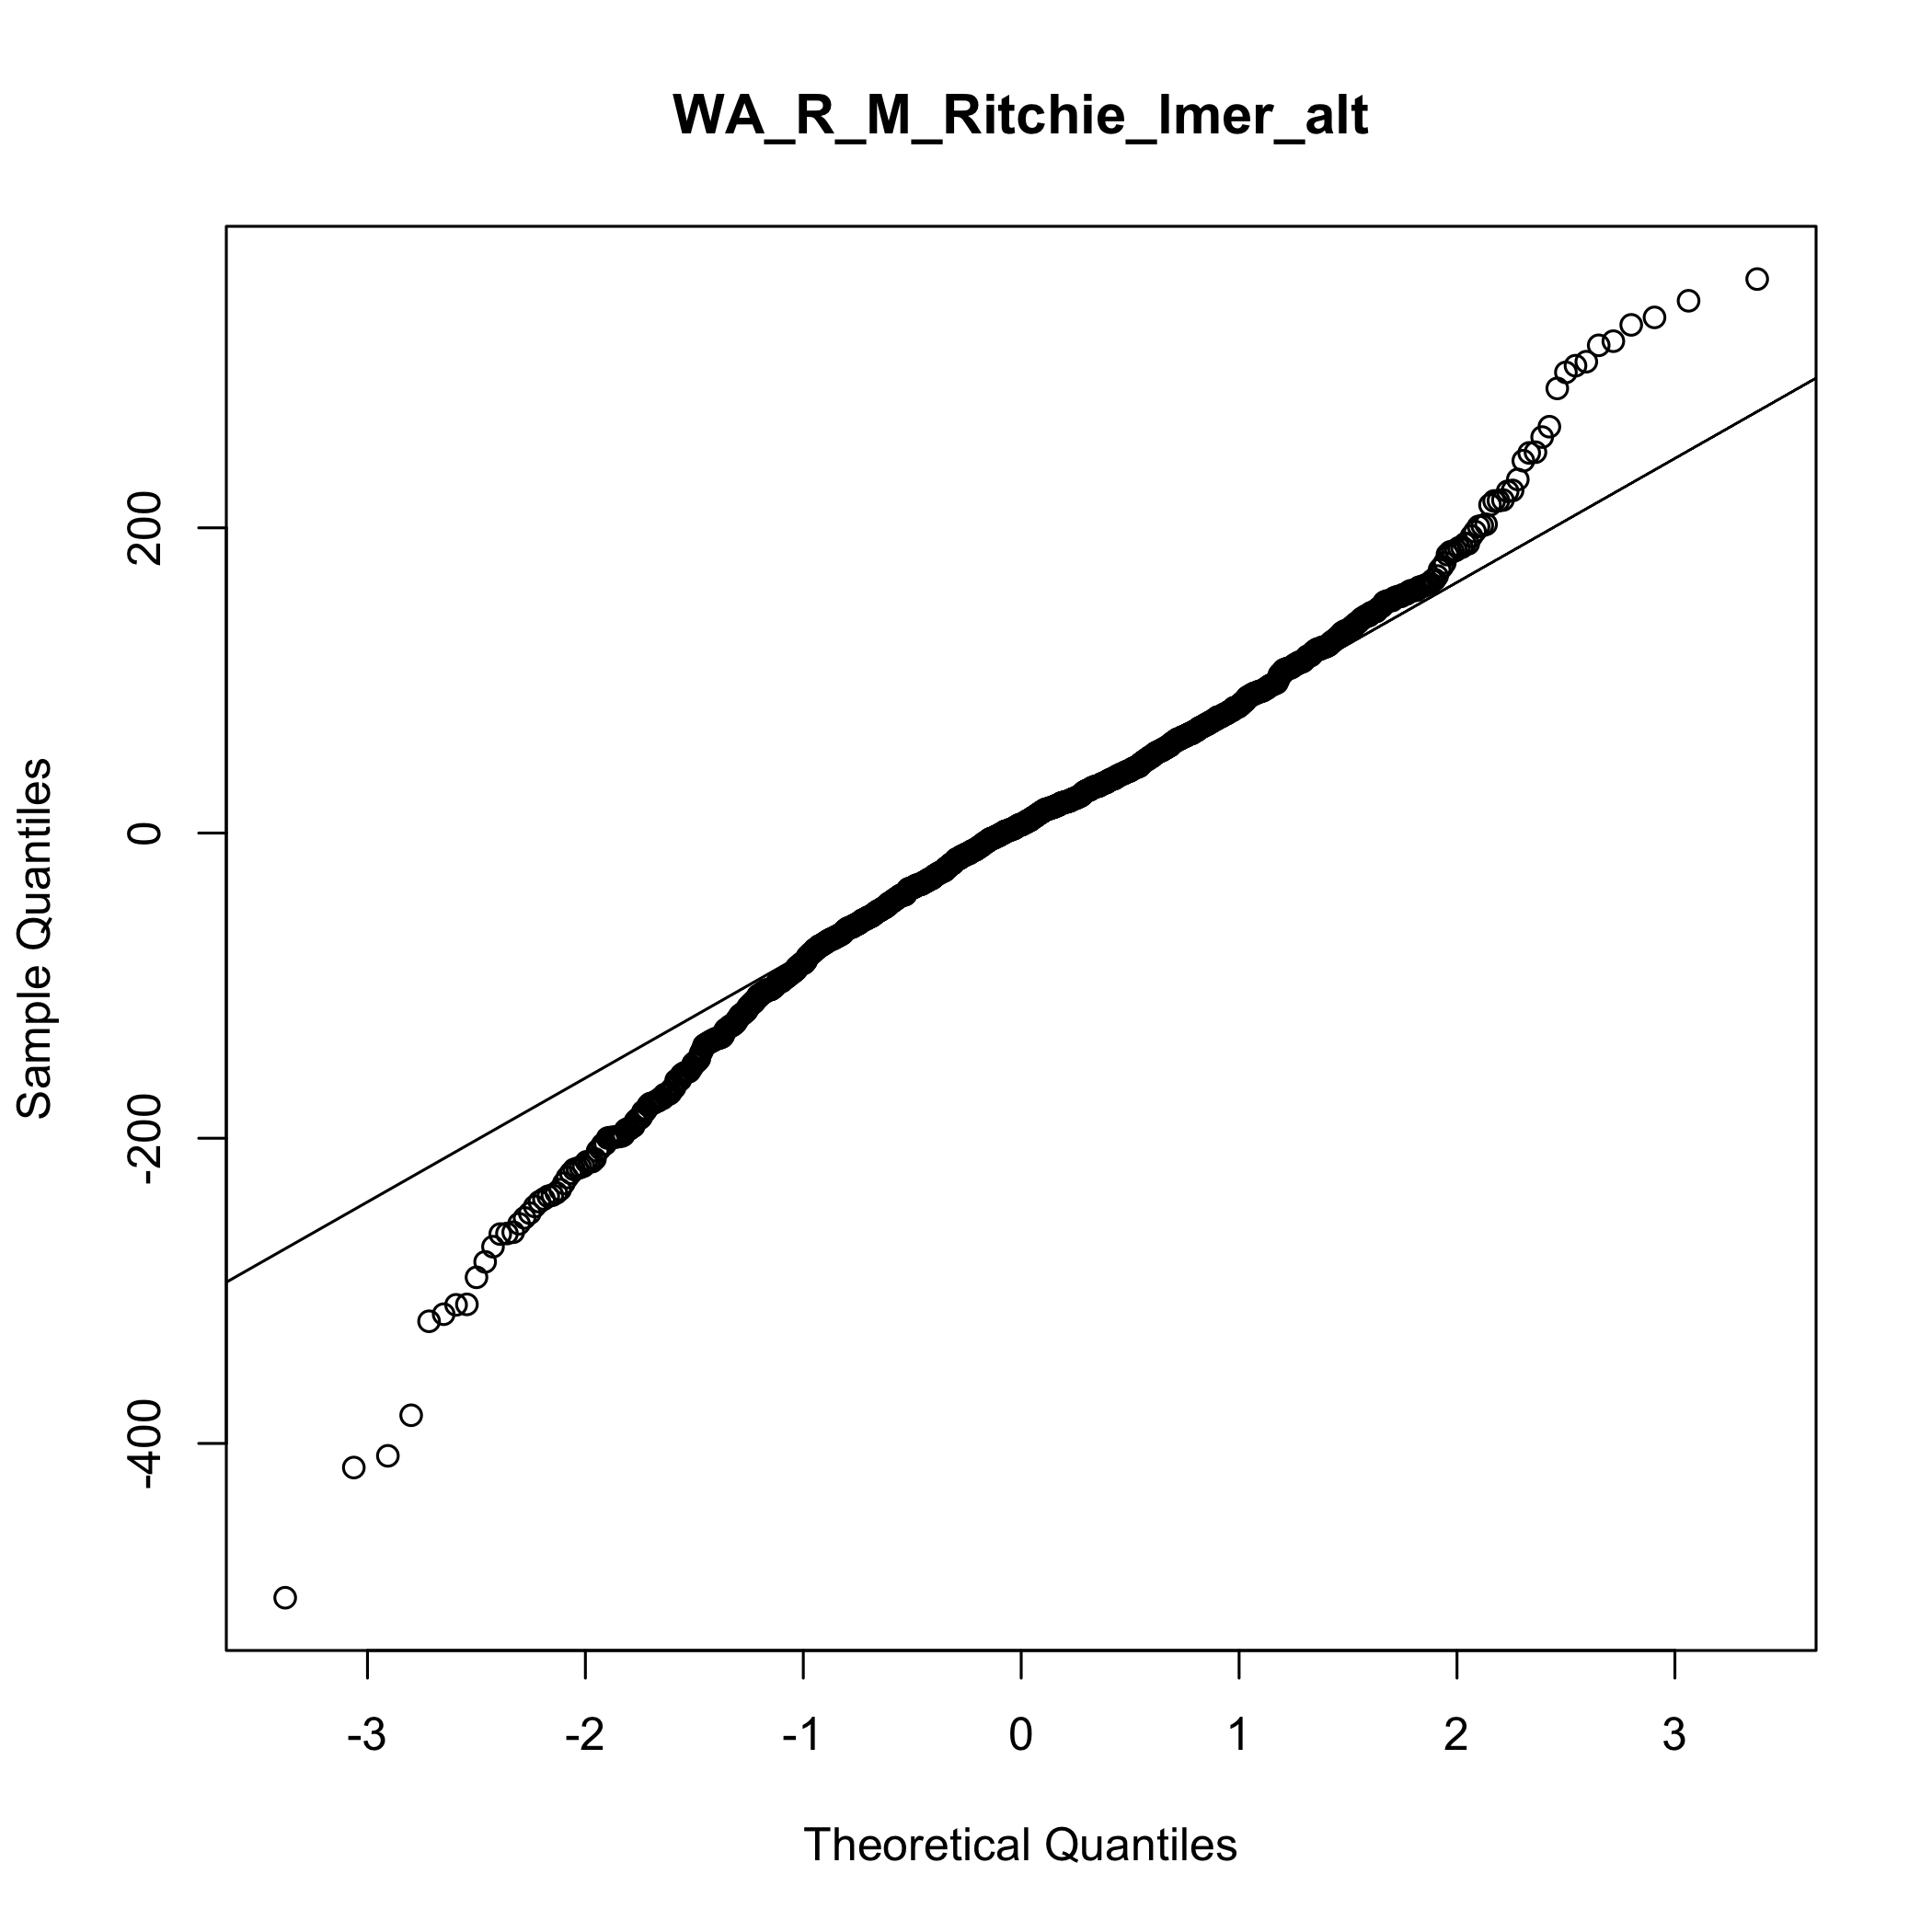 WA_R_M_Ritchie_lmer_alt
200
0
-200
-400
Sample Quantiles
-3 -2 -1 0 1 2 3
Theoretical Quantiles